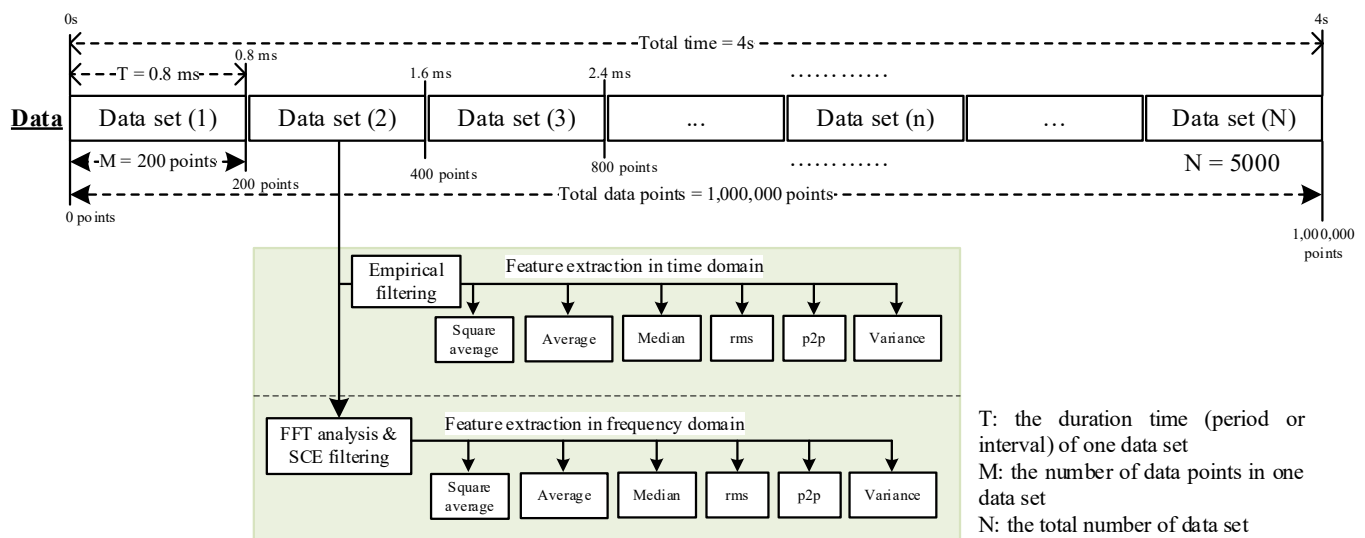 0s
4s
Total time = 4s
0.8 ms
T = 0.8 ms
1.6 ms
2.4 ms
…………
Data
Data set (1)
Data set (2)
Data set (3)
...
Data set (n)
…
Data set (N)
M = 200 points
200 points
400 points
800 points
…………
N = 5000
Total data points = 1,000,000 points
0 points
1,000,000
points
Empirical
filtering
Feature extraction in time domain
Square
average
Average
Median
rms
p2p
Variance
FFT analysis &
SCE filtering
Feature extraction in frequency domain
Square
average
Average
Median
rms
p2p
Variance
T: the duration time (period or
interval) of one data set
M: the number of data points in one
data set
N: the total number of data set